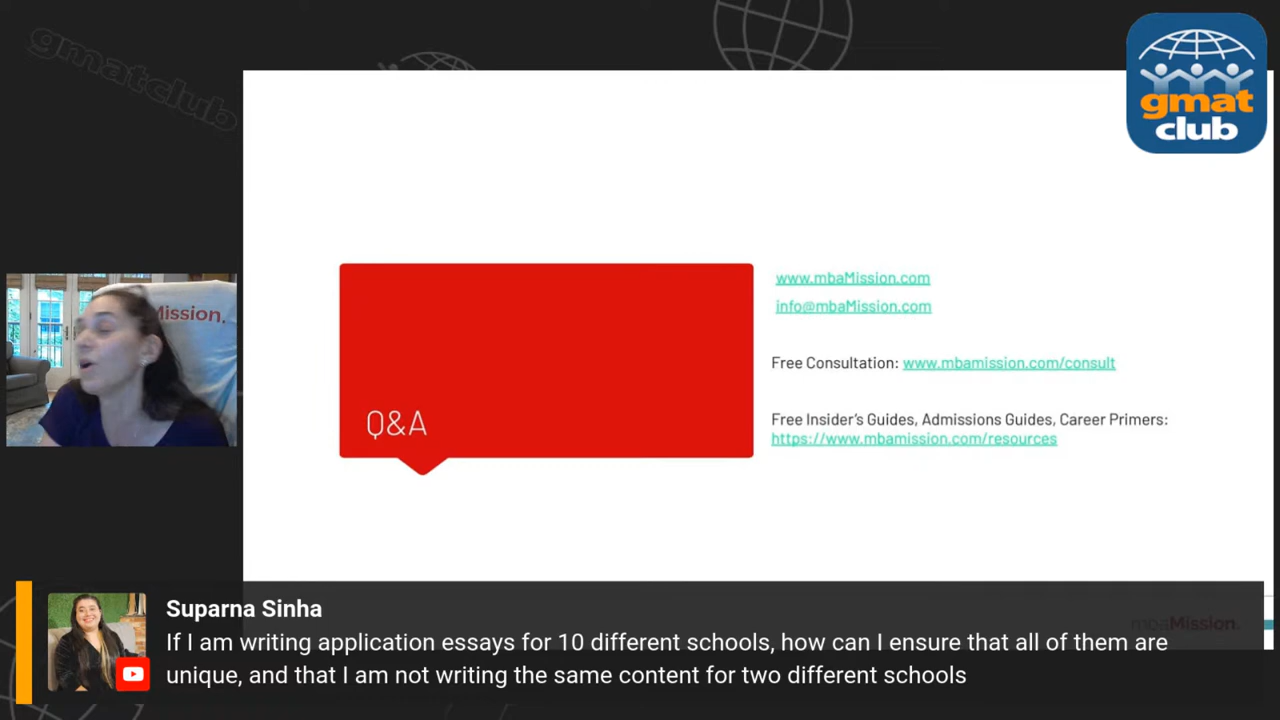 gmatclub
gmat
club
Mission.
www.mbaMission.com
info@mbaMission.com
Free Consultation: www.mbamission.com/consult
Q&A
Free Insider's Guides, Admissions Guides, Career Primers:
https://www.mbamission.com/resources
Suparna Sinha
mbaMission.
If I am writing application essays for 10 different schools, how can I ensure that all of them are
unique, and that I am not writing the same content for two different schools